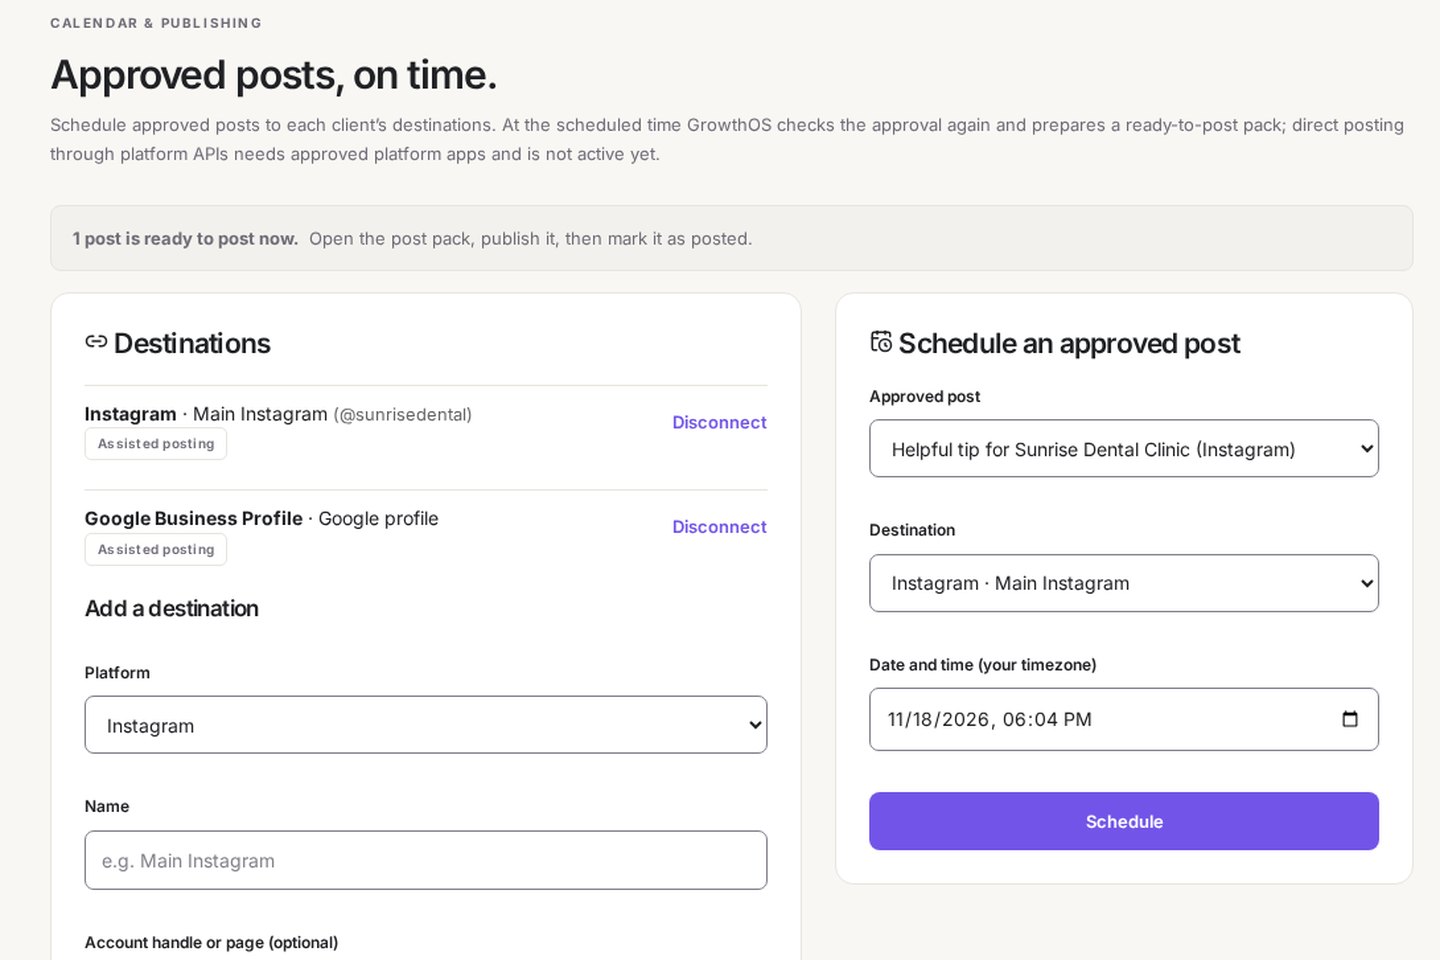 CALENDAR & PUBLISHING
Approved posts, on time.
Schedule approved posts to each client's destinations. At the scheduled time GrowthOS checks the approval again and prepares a ready-to-post pack; direct posting
through platform APIs needs approved platform apps and is not active yet.
1 post is ready to post now. Open the post pack, publish it, then mark it as posted.
Destinations
Instagram · Main Instagram (@sunrisedental)
Disconnect
Assisted posting
Google Business Profile · Google profile
Disconnect
Assisted posting
Add a destination
Platform
Instagram
Name
e.g. Main Instagram
Account handle or page (optional)
Schedule an approved post
Approved post
Helpful tip for Sunrise Dental Clinic (Instagram)
Destination
Instagram · Main Instagram
Date and time (your timezone)
11/18/2026, 06:04 PM
Schedule